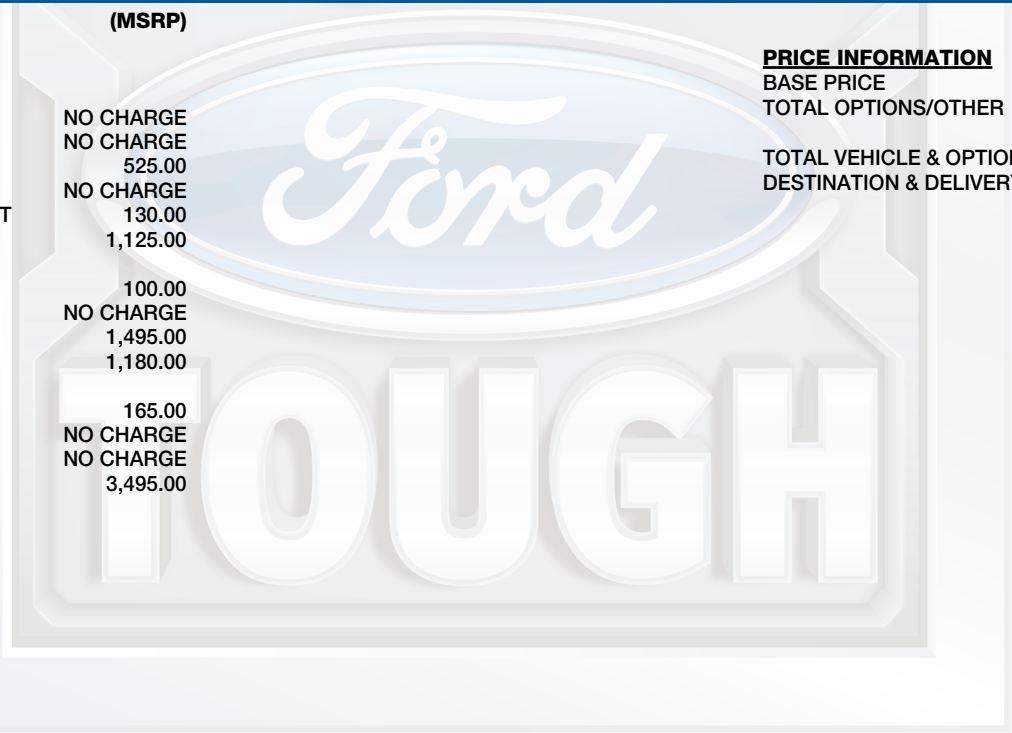 (MSRP)
NO CHARGE
NO CHARGE
525.00
NO CHARGE
T 130.00
1,125.00
100.00
NO CHARGE
1,495.00
1,180.00
165.00
NO CHARGE
NO CHARGE
3,495.00
PRICE INFORMATION
BASE PRICE
TOTAL OPTIONS/OTHER
TOTAL VEHICLE & OPTION
DESTINATION & DELIVERY
Ford
TOUGH